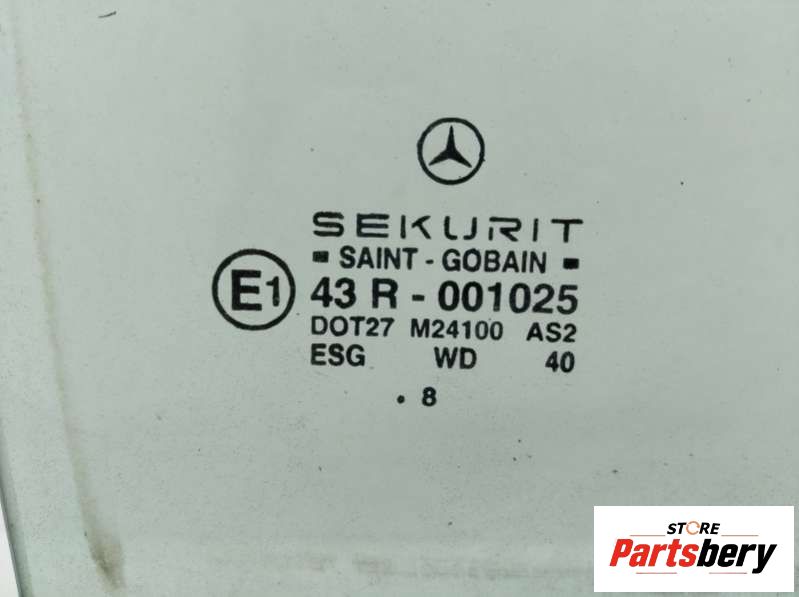 SEKURIT
▪ SAINT - GOBAIN ▪
E1
43 R - 001025
DOT27 M24100 AS2
ESG WD 40
. 8
STORE
Partsbery